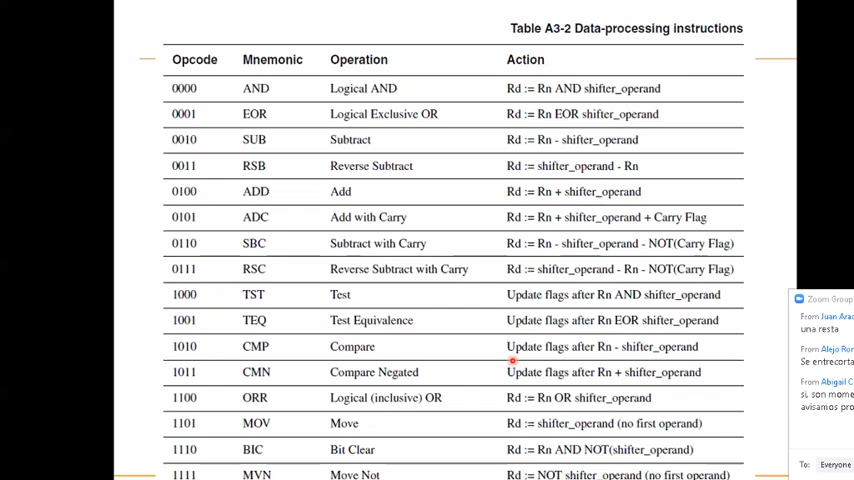 Table A3-2 Data-processing instructions
Opcode Mnemonic Operation Action
0000 AND Logical AND Rd := Rn AND shifter_operand
0001 EOR Logical Exclusive OR Rd := Rn EOR shifter_operand
0010 SUB Subtract Rd := Rn - shifter_operand
0011 RSB Reverse Subtract Rd := shifter_operand - Rn
0100 ADD Add Rd := Rn + shifter_operand
0101 ADC Add with Carry Rd := Rn + shifter_operand + Carry Flag
0110 SBC Subtract with Carry Rd := Rn - shifter_operand - NOT(Carry Flag)
0111 RSC Reverse Subtract with Carry Rd := shifter_operand - Rn - NOT(Carry Flag)
1000 TST Test Update flags after Rn AND shifter_operand
1001 TEQ Test Equivalence Update flags after Rn EOR shifter_operand
1010 CMP Compare Update flags after Rn - shifter_operand
1011 CMN Compare Negated Update flags after Rn + shifter_operand
1100 ORR Logical (inclusive) OR Rd := Rn OR shifter_operand
1101 MOV Move Rd := shifter_operand (no first operand)
1110 BIC Bit Clear Rd := Rn AND NOT(shifter_operand)
1111 MVN Move Not Rd := NOT shifter_operand (no first operand)
Zoom Group
From Juan
una resta
From Alejo
Se entrecorta
From Abigail C
si, son
avisamos
To: Everyone